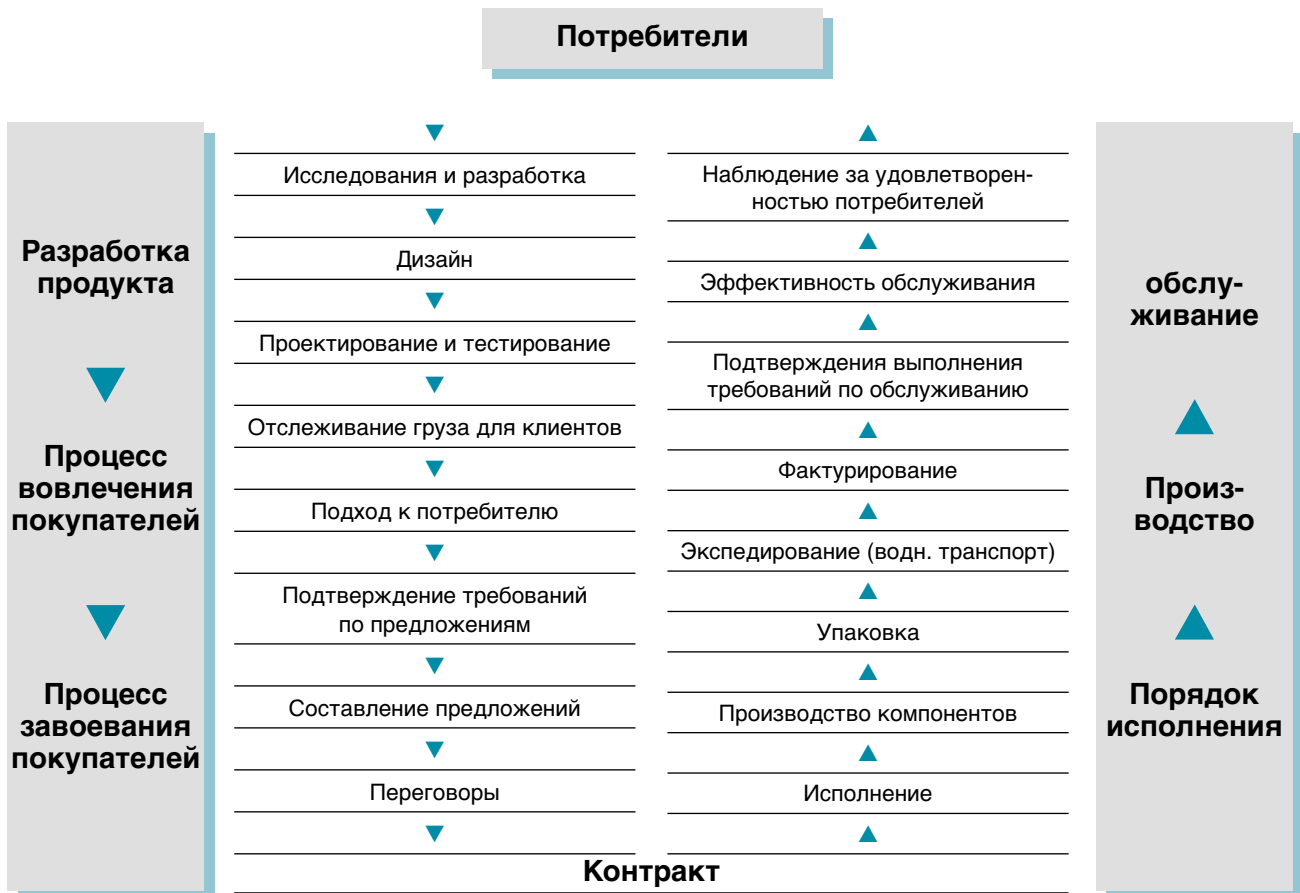 Потребители
Разработка
продукта
Процесс
вовлечения
покупателей
Процесс
завоевания
покупателей
Исследования и разработка
Дизайн
Проектирование и тестирование
Отслеживание груза для клиентов
Подход к потребителю
Подтверждение требований
по предложениям
Составление предложений
Переговоры
Наблюдение за удовлетворен-
ностью потребителей
Эффективность обслуживания
Подтверждения выполнения
требований по обслуживанию
Фактурирование
Экспедирование (водн. транспорт)
Упаковка
Производство компонентов
Исполнение
обслу-
живание
Произ-
водство
Порядок
исполнения
Контракт